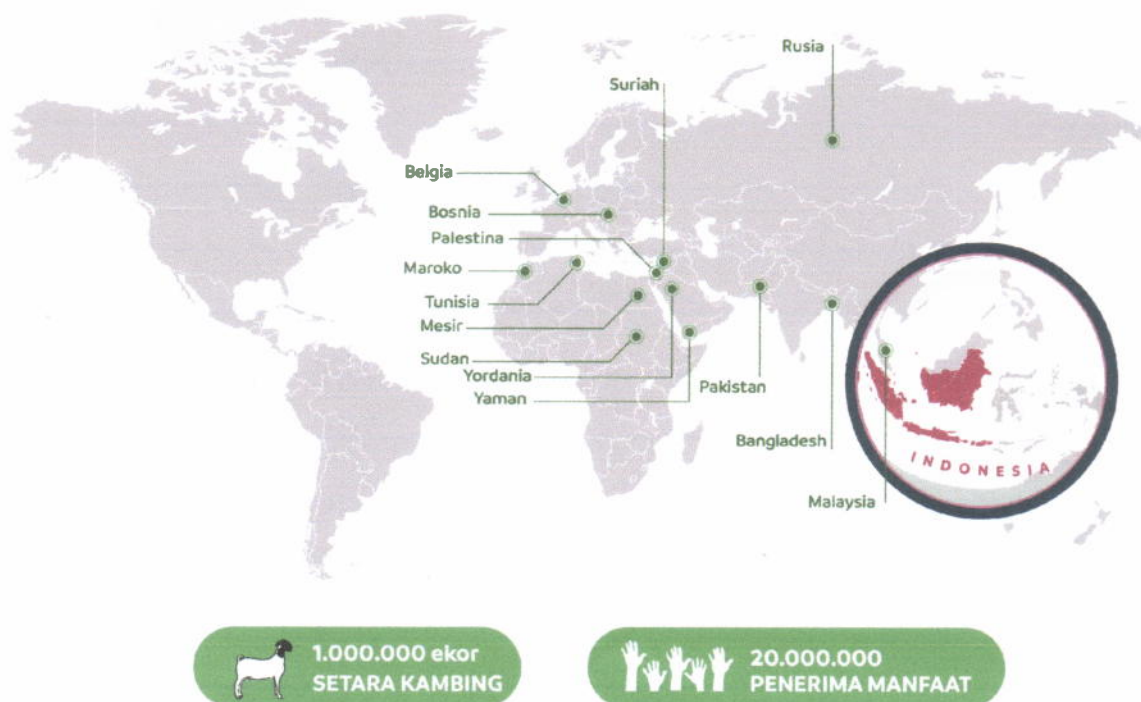 Rusia
Suriah
Belgia
Bosnia
Palestina
Maroko
Tunisia
Mesir
Sudan
Yordania
Yaman
Pakistan
Bangladesh
INDONESIA
Malaysia
1.000.000 ekor
SETARA KAMBING
20.000.000
PENERIMA MANFAAT